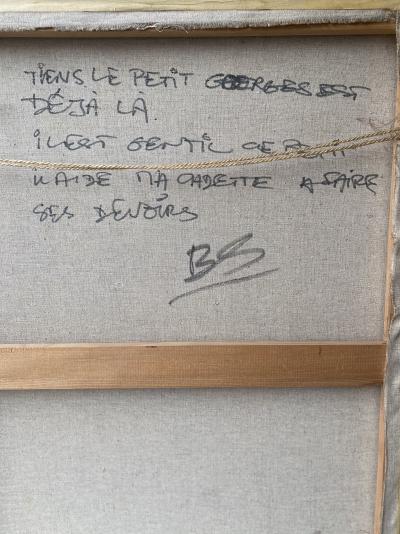 TIENS LE PETIT GEORGES EST
DÉJÀ LÀ.
iL EST GENTIL CE PETIT
iL AIDE MA CADETTE A FAIRE
SES DEVOIRS
BS